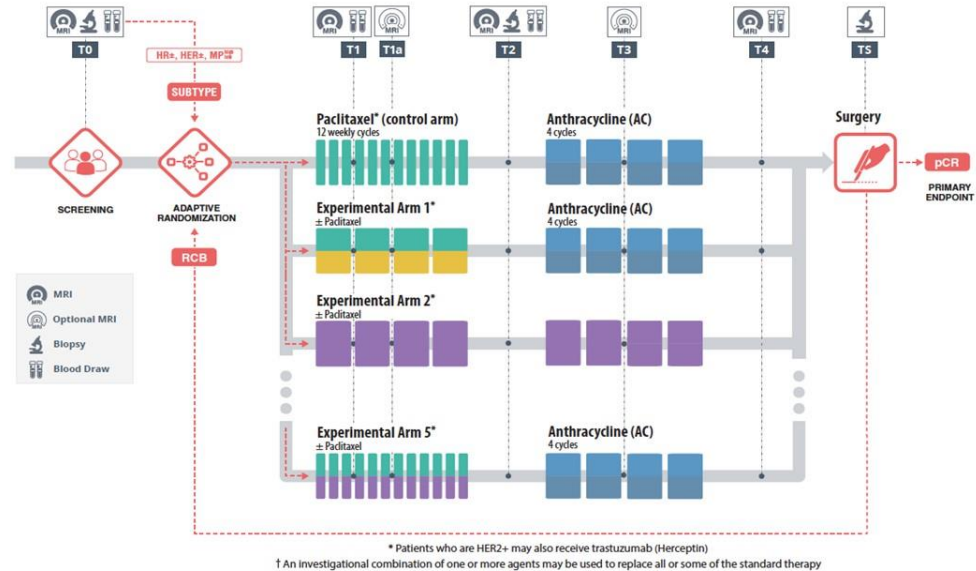 MRI
MRI
MRI
MRI
MRI
MRI
T0
T1
T1a
T2
T3
T4
TS
HR±, HER±, MP
SUBTYPE
Paclitaxel* (control arm)
12 weekly cycles
Anthracycline (AC)
4 cycles
Surgery
pCR
PRIMARY
ENDPOINT
SCREENING
ADAPTIVE
RANDOMIZATION
Experimental Arm 1*
± Paclitaxel
Anthracycline (AC)
4 cycles
RCB
MRI
MRI
MRI
Optional MRI
Biopsy
Blood Draw
Experimental Arm 2*
± Paclitaxel
Experimental Arm 5*
± Paclitaxel
Anthracycline (AC)
4 cycles
* Patients who are HER2+ may also receive trastuzumab (Herceptin)
† An investigational combination of one or more agents may be used to replace all or some of the standard therapy